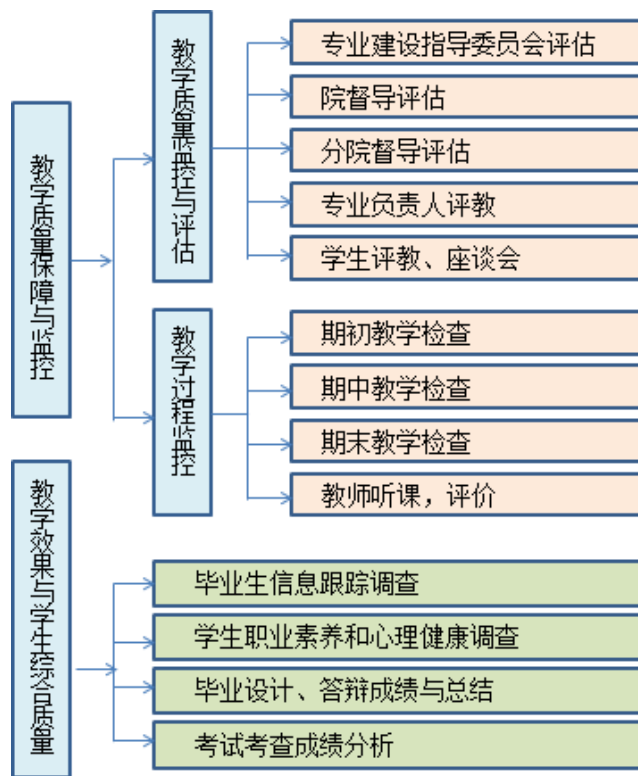 教学质量保障与监控
教学质量监控与评估
专业建设指导委员会评估
院督导评估
分院督导评估
专业负责人评教
学生评教、座谈会
教学过程监控
期初教学检查
期中教学检查
期末教学检查
教师听课，评价
教学效果与学生综合质量
毕业生信息跟踪调查
学生职业素养和心理健康调查
毕业设计、答辩成绩与总结
考试考查成绩分析